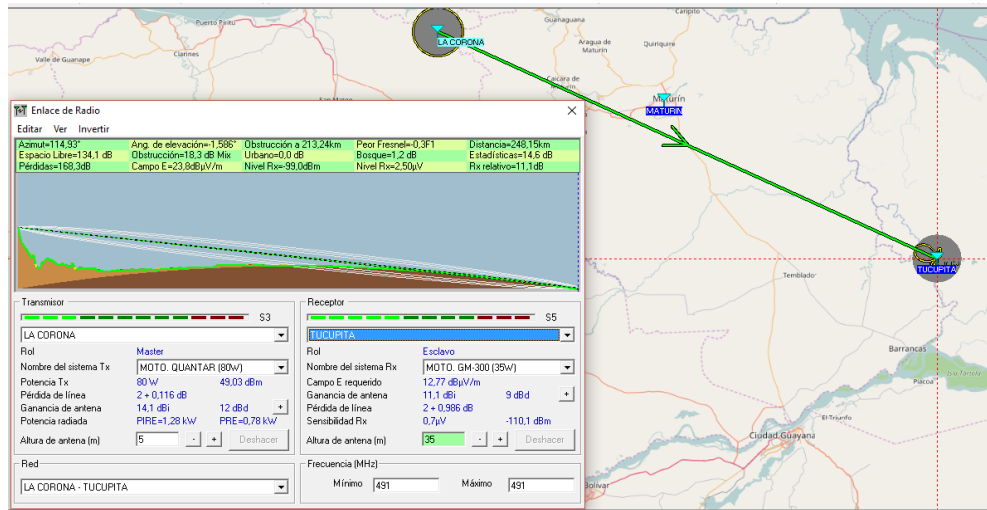 Puerto Piritu
Guanaguana
Caripito
LA CORONA
Valle de Guanape
Clarines
Aragua de
Maturin
Quiriquire
Caicara de
Maturín
MATURIN
Enlace de Radio
Editar Ver Invertir
Azimut=114,93° Ang. de elevación=-1,586° Obstrucción a 213,24km Peor Fresnel=-0,3F1 Distancia=248,15km
Espacio Libre=134,1 dB Obstrucción=18,3 dB Mix Urbano=0,0 dB Bosque=1,2 dB Estadísticas=14,6 dB
Pérdidas=168,3dB Campo E=23,8dBµV/m Nivel Rx=-99,0dBm Nivel Rx=2,50µV Rx relativo=11,1dB
TUCUPITA
Temblador
Transmisor
S3
LA CORONA
Rol Master
Nombre del sistema Tx MOTO. QUANTAR (80W)
Potencia Tx 80 W 49,03 dBm
Pérdida de línea 2 + 0,116 dB
Ganancia de antena 14,1 dBi 12 dBd +
Potencia radiada PIRE=1,28 kW PRE=0,78 kW
Altura de antena (m) 5 - + Deshacer
Receptor
S5
TUCUPITA
Rol Esclavo
Nombre del sistema Rx MOTO. GM-300 (35W)
Campo E requerido 12,77 dBµV/m
Ganancia de antena 11,1 dBi 9 dBd +
Pérdida de línea 2 + 0,986 dB
Sensibilidad Rx 0,7µV -110,1 dBm
Altura de antena (m) 35 - + Deshacer
Red
LA CORONA - TUCUPITA
Frecuencia (MHz)
Mínimo 491 Máximo 491
Barrancas
Piacoa
El Triunfo
Ciudad Guayana
Bolívar